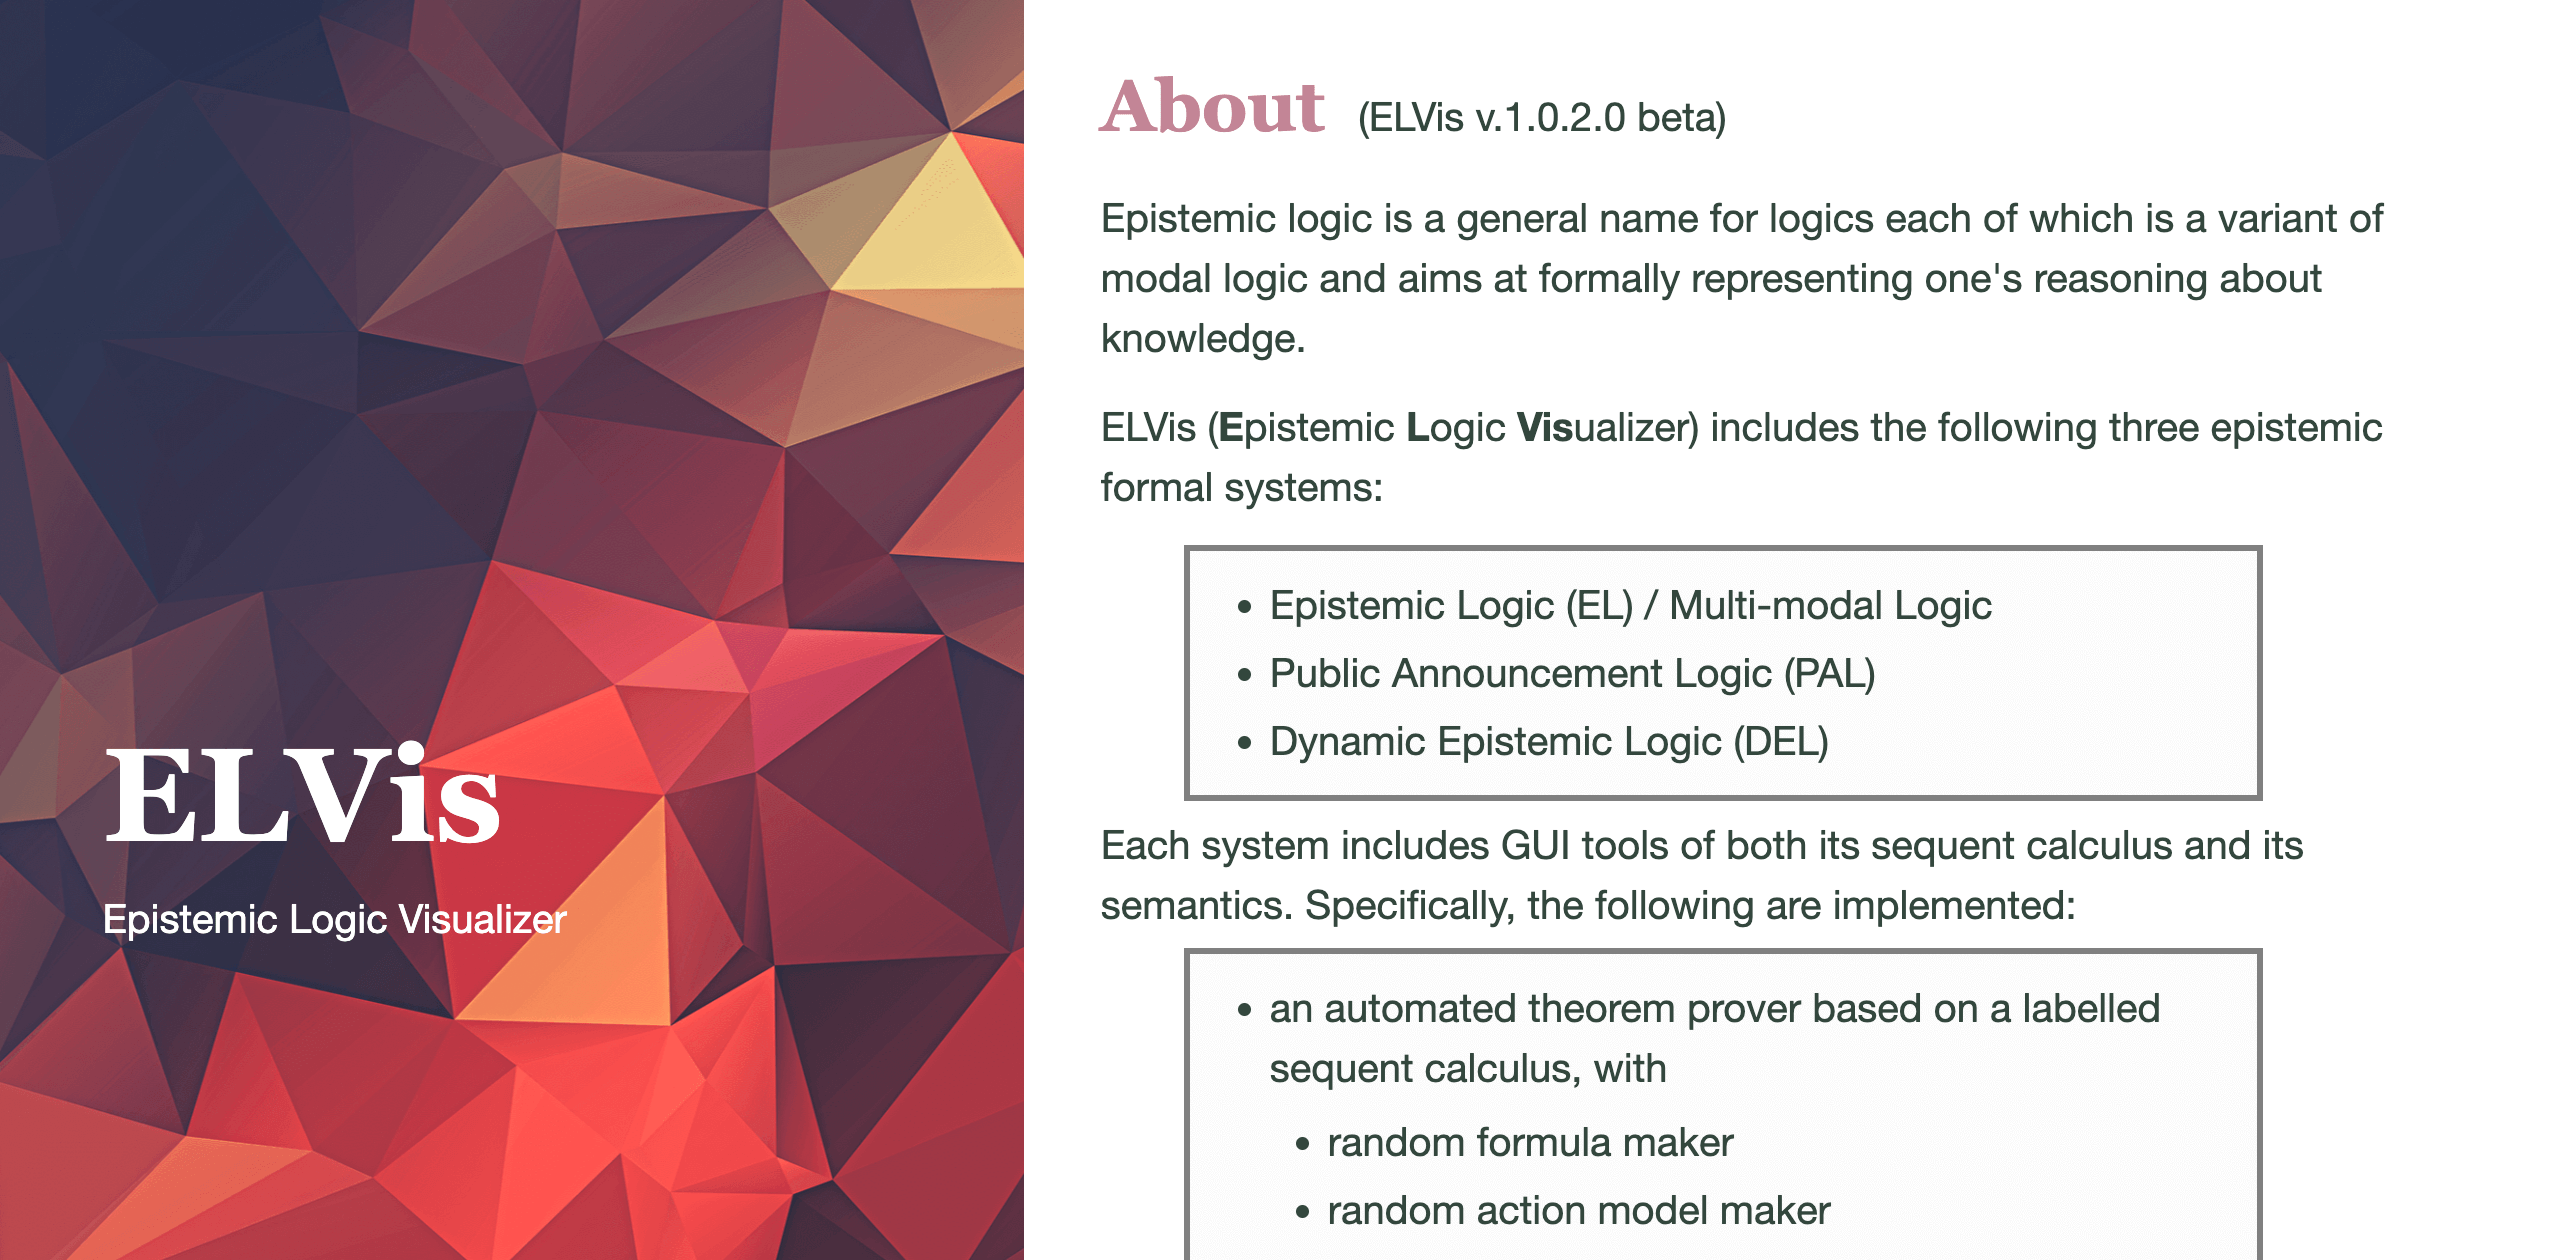 ELVis
Epistemic Logic Visualizer
About (ELVis v.1.0.2.0 beta)
Epistemic logic is a general name for logics each of which is a variant of
modal logic and aims at formally representing one's reasoning about
knowledge.
ELVis (Epistemic Logic Visualizer) includes the following three epistemic
formal systems:
• Epistemic Logic (EL) / Multi-modal Logic
• Public Announcement Logic (PAL)
• Dynamic Epistemic Logic (DEL)
Each system includes GUI tools of both its sequent calculus and its
semantics. Specifically, the following are implemented:
• an automated theorem prover based on a labelled
sequent calculus, with
• random formula maker
• random action model maker